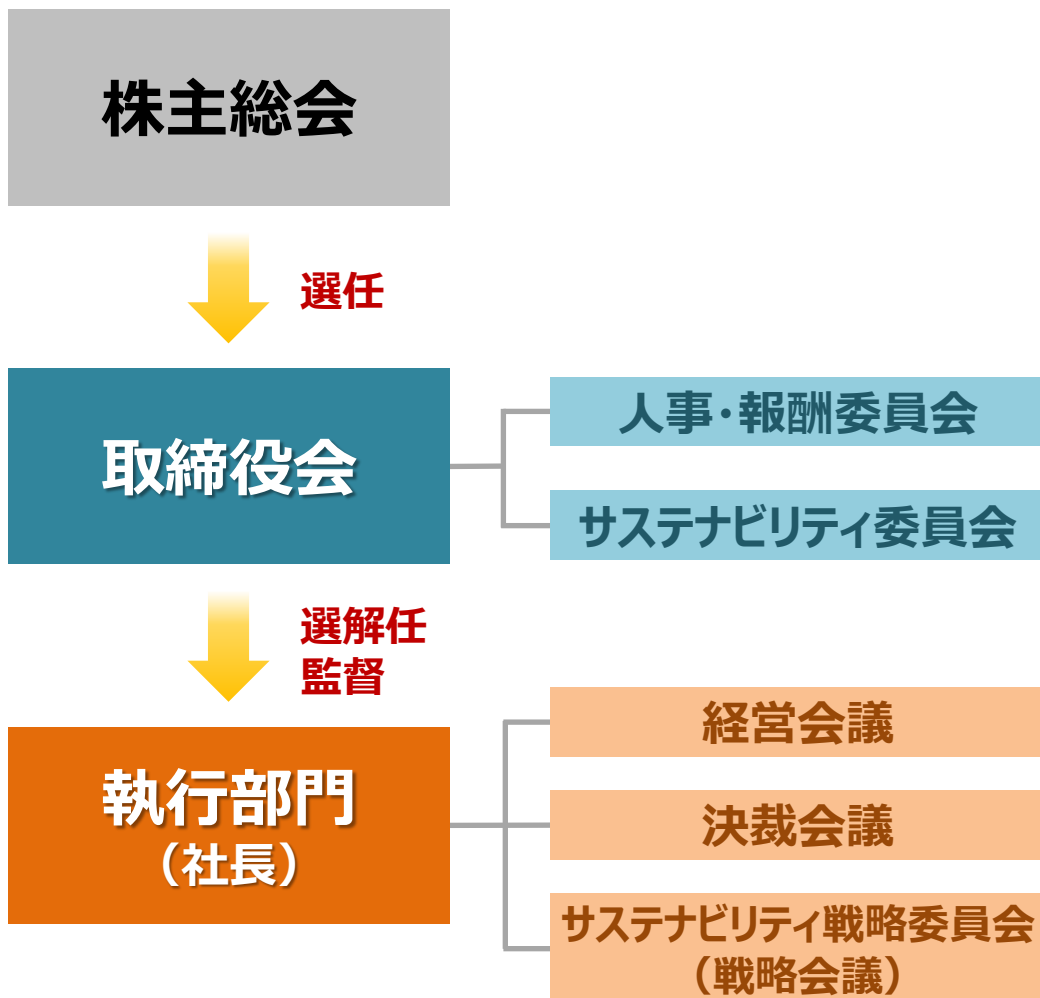 株主総会
選任
取締役会
人事・報酬委員会
サステナビリティ委員会
選解任
監督
執行部門
（社長）
経営会議
決裁会議
サステナビリティ戦略委員会
（戦略会議）